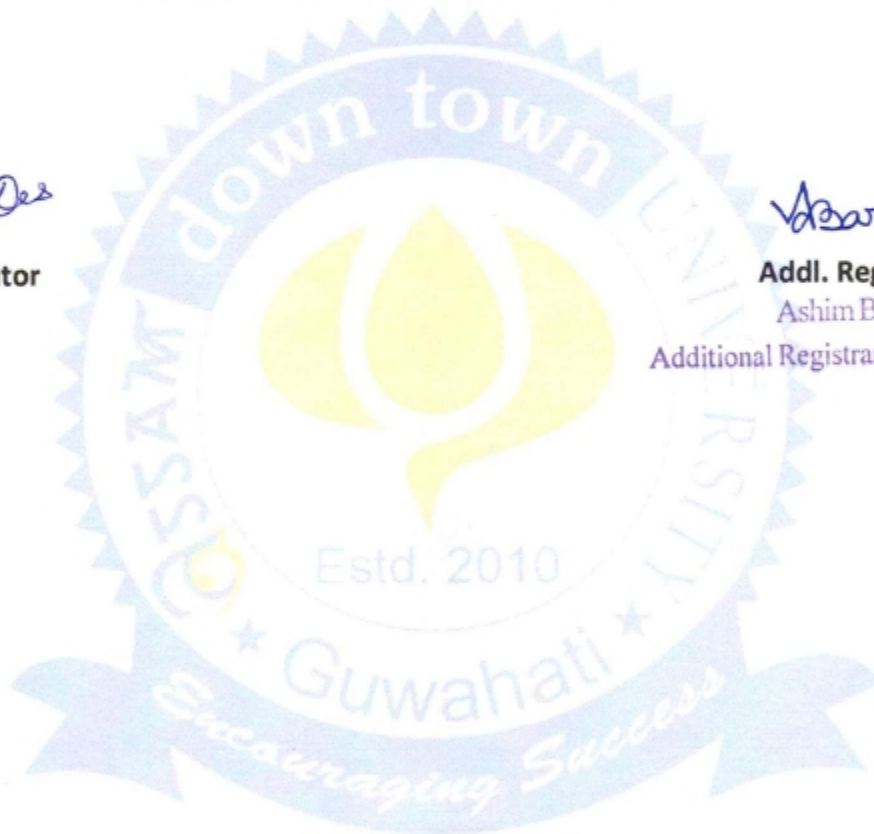 tor
Addl. Reg
Ashim B
Additional Registra
ASSAM down town UNIVERSITY
Estd. 2010
* Guwahati *
Encouraging Success